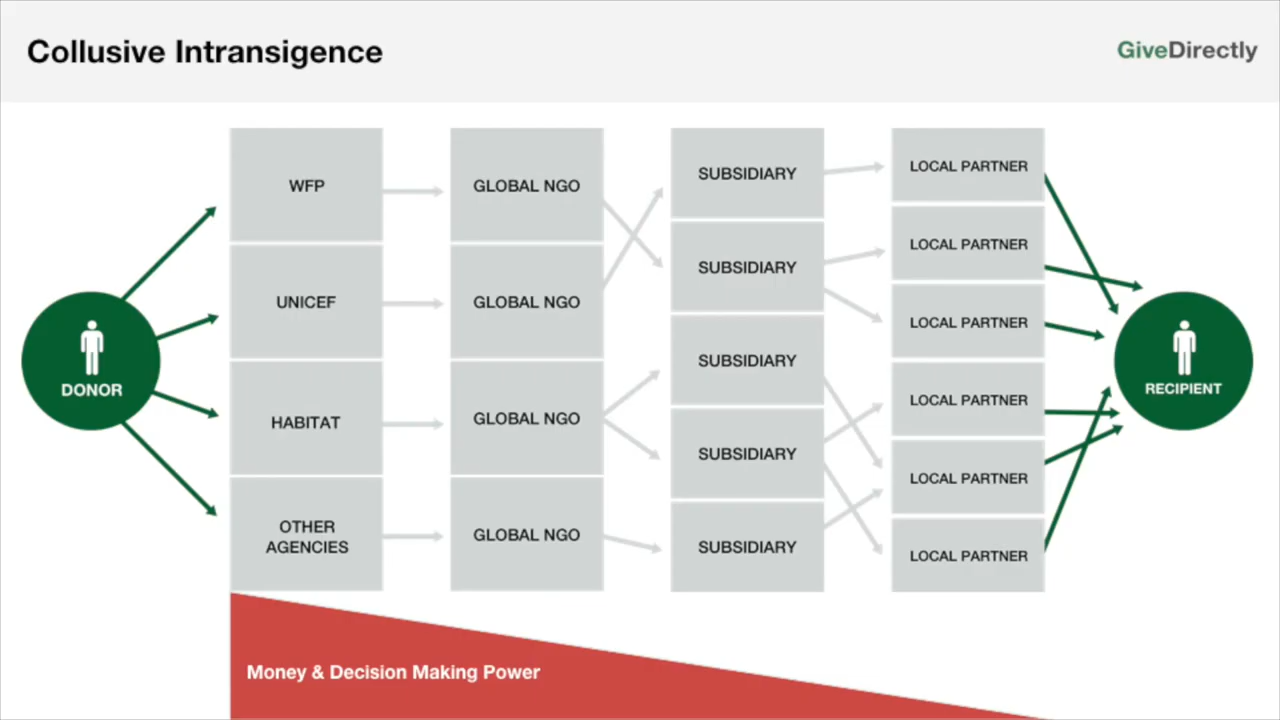 Collusive Intransigence
GiveDirectly
DONOR
WFP
UNICEF
HABITAT
OTHER
AGENCIES
GLOBAL NGO
GLOBAL NGO
GLOBAL NGO
GLOBAL NGO
SUBSIDIARY
SUBSIDIARY
SUBSIDIARY
SUBSIDIARY
SUBSIDIARY
LOCAL PARTNER
LOCAL PARTNER
LOCAL PARTNER
LOCAL PARTNER
LOCAL PARTNER
LOCAL PARTNER
RECIPIENT
Money & Decision Making Power